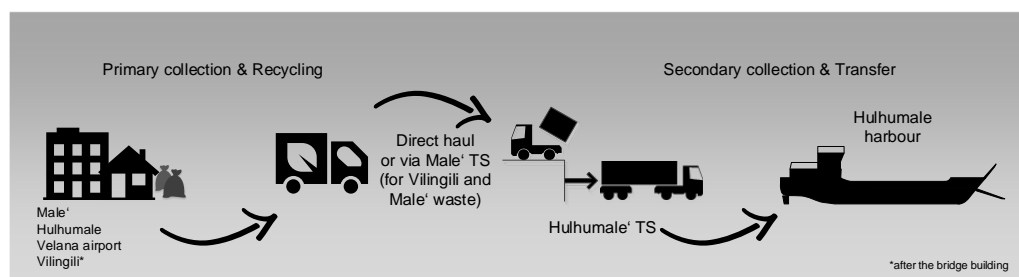 Primary collection & Recycling
Secondary collection & Transfer
Male‘
Hulhumale
Velana airport
Vilingili*
Direct haul
or via Male‘ TS
(for Vilingili and
Male‘ waste)
Hulhumale‘ TS
Hulhumale
harbour
*after the bridge building